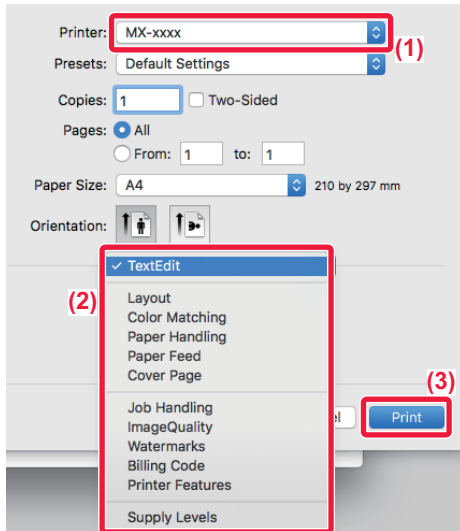 Printer: MX-xxxx
(1)
Presets: Default Settings
Copies: 1 Two-Sided
Pages: All
From: 1 to: 1
Paper Size: A4 210 by 297 mm
Orientation:
✓ TextEdit
(2)
Layout
Color Matching
Paper Handling
Paper Feed
Cover Page
(3)
Job Handling
ImageQuality
Watermarks
Billing Code
Printer Features
Print
Supply Levels